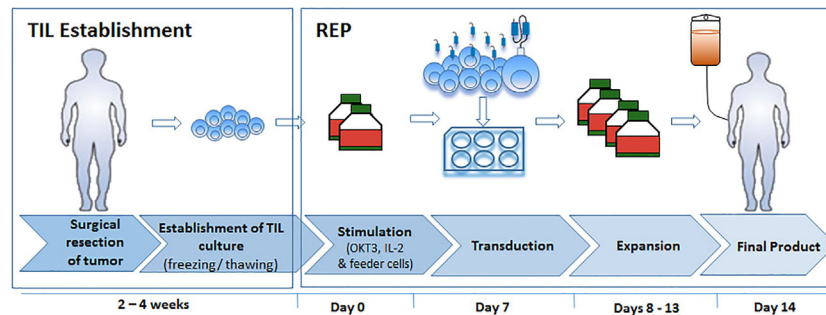 TIL Establishment
REP
Surgical
resection
of tumor
Establishment of TIL
culture
(freezing/ thawing)
Stimulation
(OKT3, IL-2
& feeder cells)
Transduction
Expansion
Final Product
2 – 4 weeks
Day 0
Day 7
Days 8 - 13
Day 14